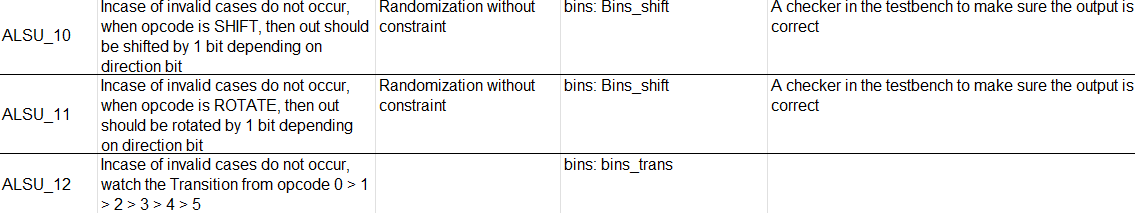 ALSU_10
Incase of invalid cases do not occur,
when opcode is SHIFT, then out should
be shifted by 1 bit depending on
direction bit
Randomization without
constraint
bins: Bins_shift
A checker in the testbench to make sure the output is
correct
ALSU_11
Incase of invalid cases do not occur,
when opcode is ROTATE, then out
should be rotated by 1 bit depending
on direction bit
Randomization without
constraint
bins: Bins_shift
A checker in the testbench to make sure the output is
correct
ALSU_12
Incase of invalid cases do not occur,
watch the Transition from opcode 0 > 1
> 2 > 3 > 4 > 5
bins: bins_trans